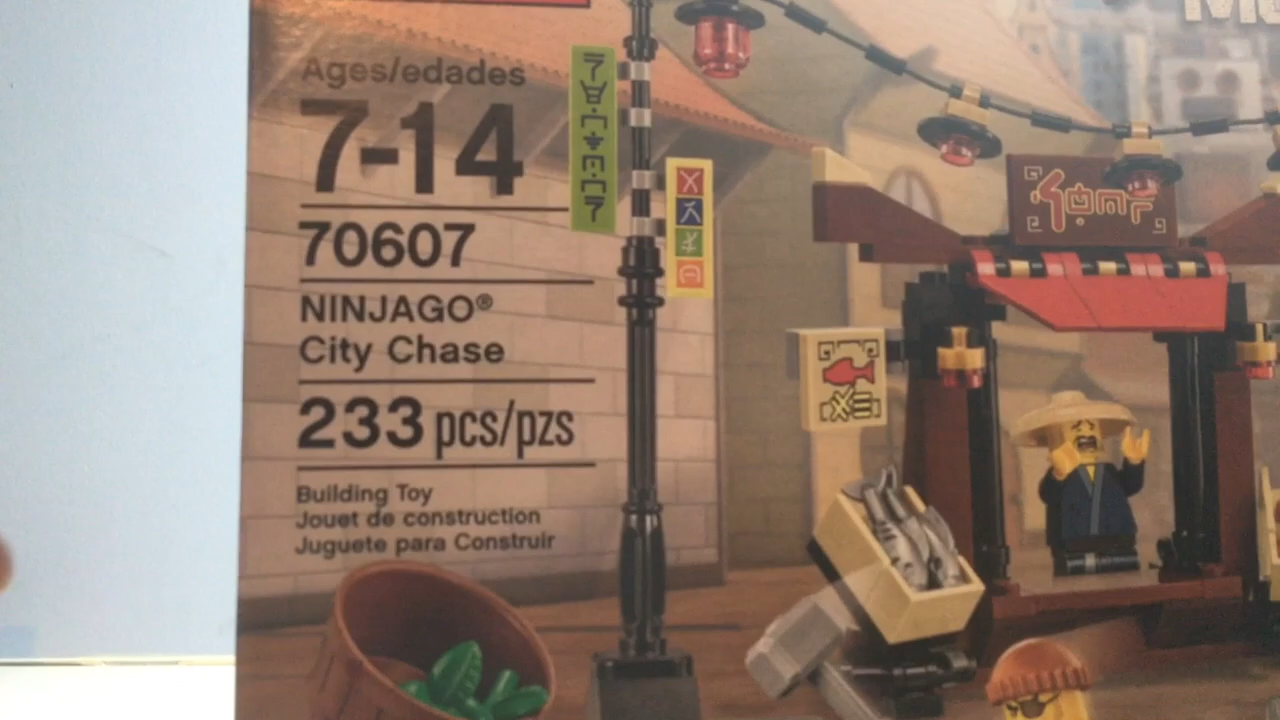 Ages/edades
7-14
70607
NINJAGO®
City Chase
233 pcs/pzs
Building Toy
Jouet de construction
Juguete para Construir